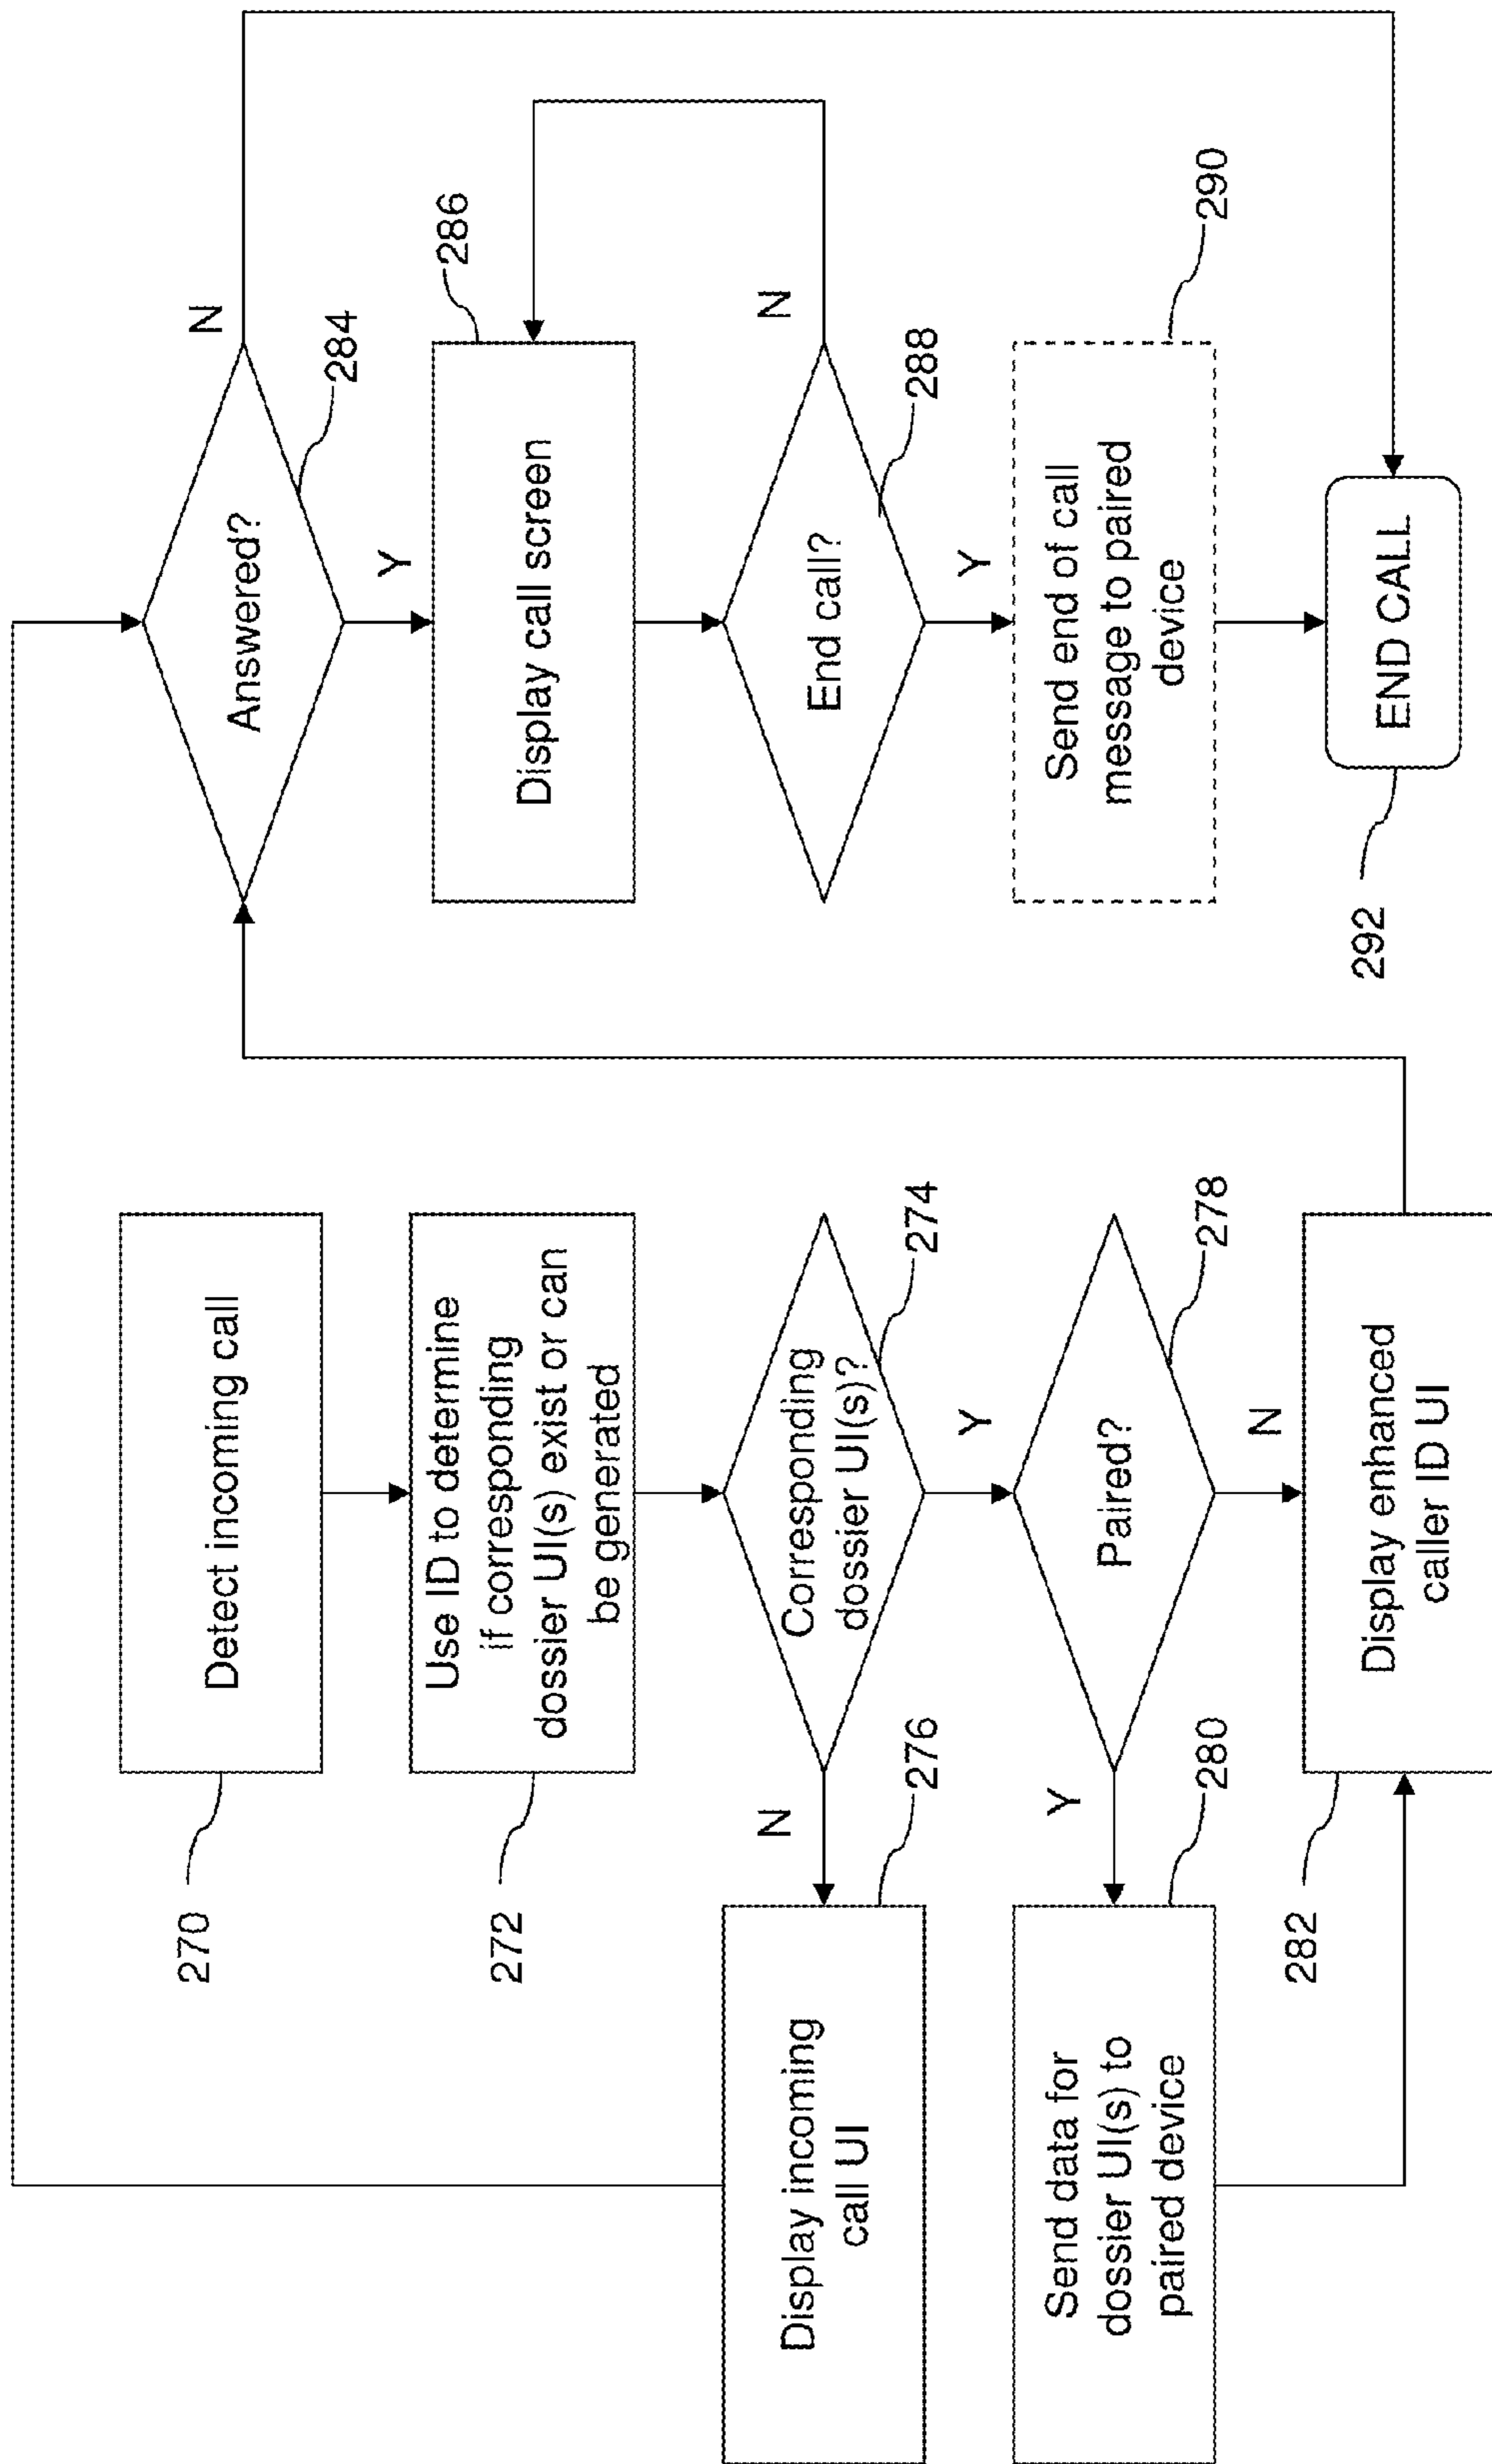 270
Detect incoming call
272
Use ID to determine
if corresponding
dossier UI(s) exist or can
be generated
Corresponding
dossier UI(s)?
274
N
Y
Display incoming
call UI
276
Paired?
278
Y
N
Send data for
dossier UI(s) to
paired device
280
282
Display enhanced
caller ID UI
Answered?
284
N
Y
Display call screen
286
End call?
288
N
Y
Send end of call
message to paired
device
290
END CALL
292